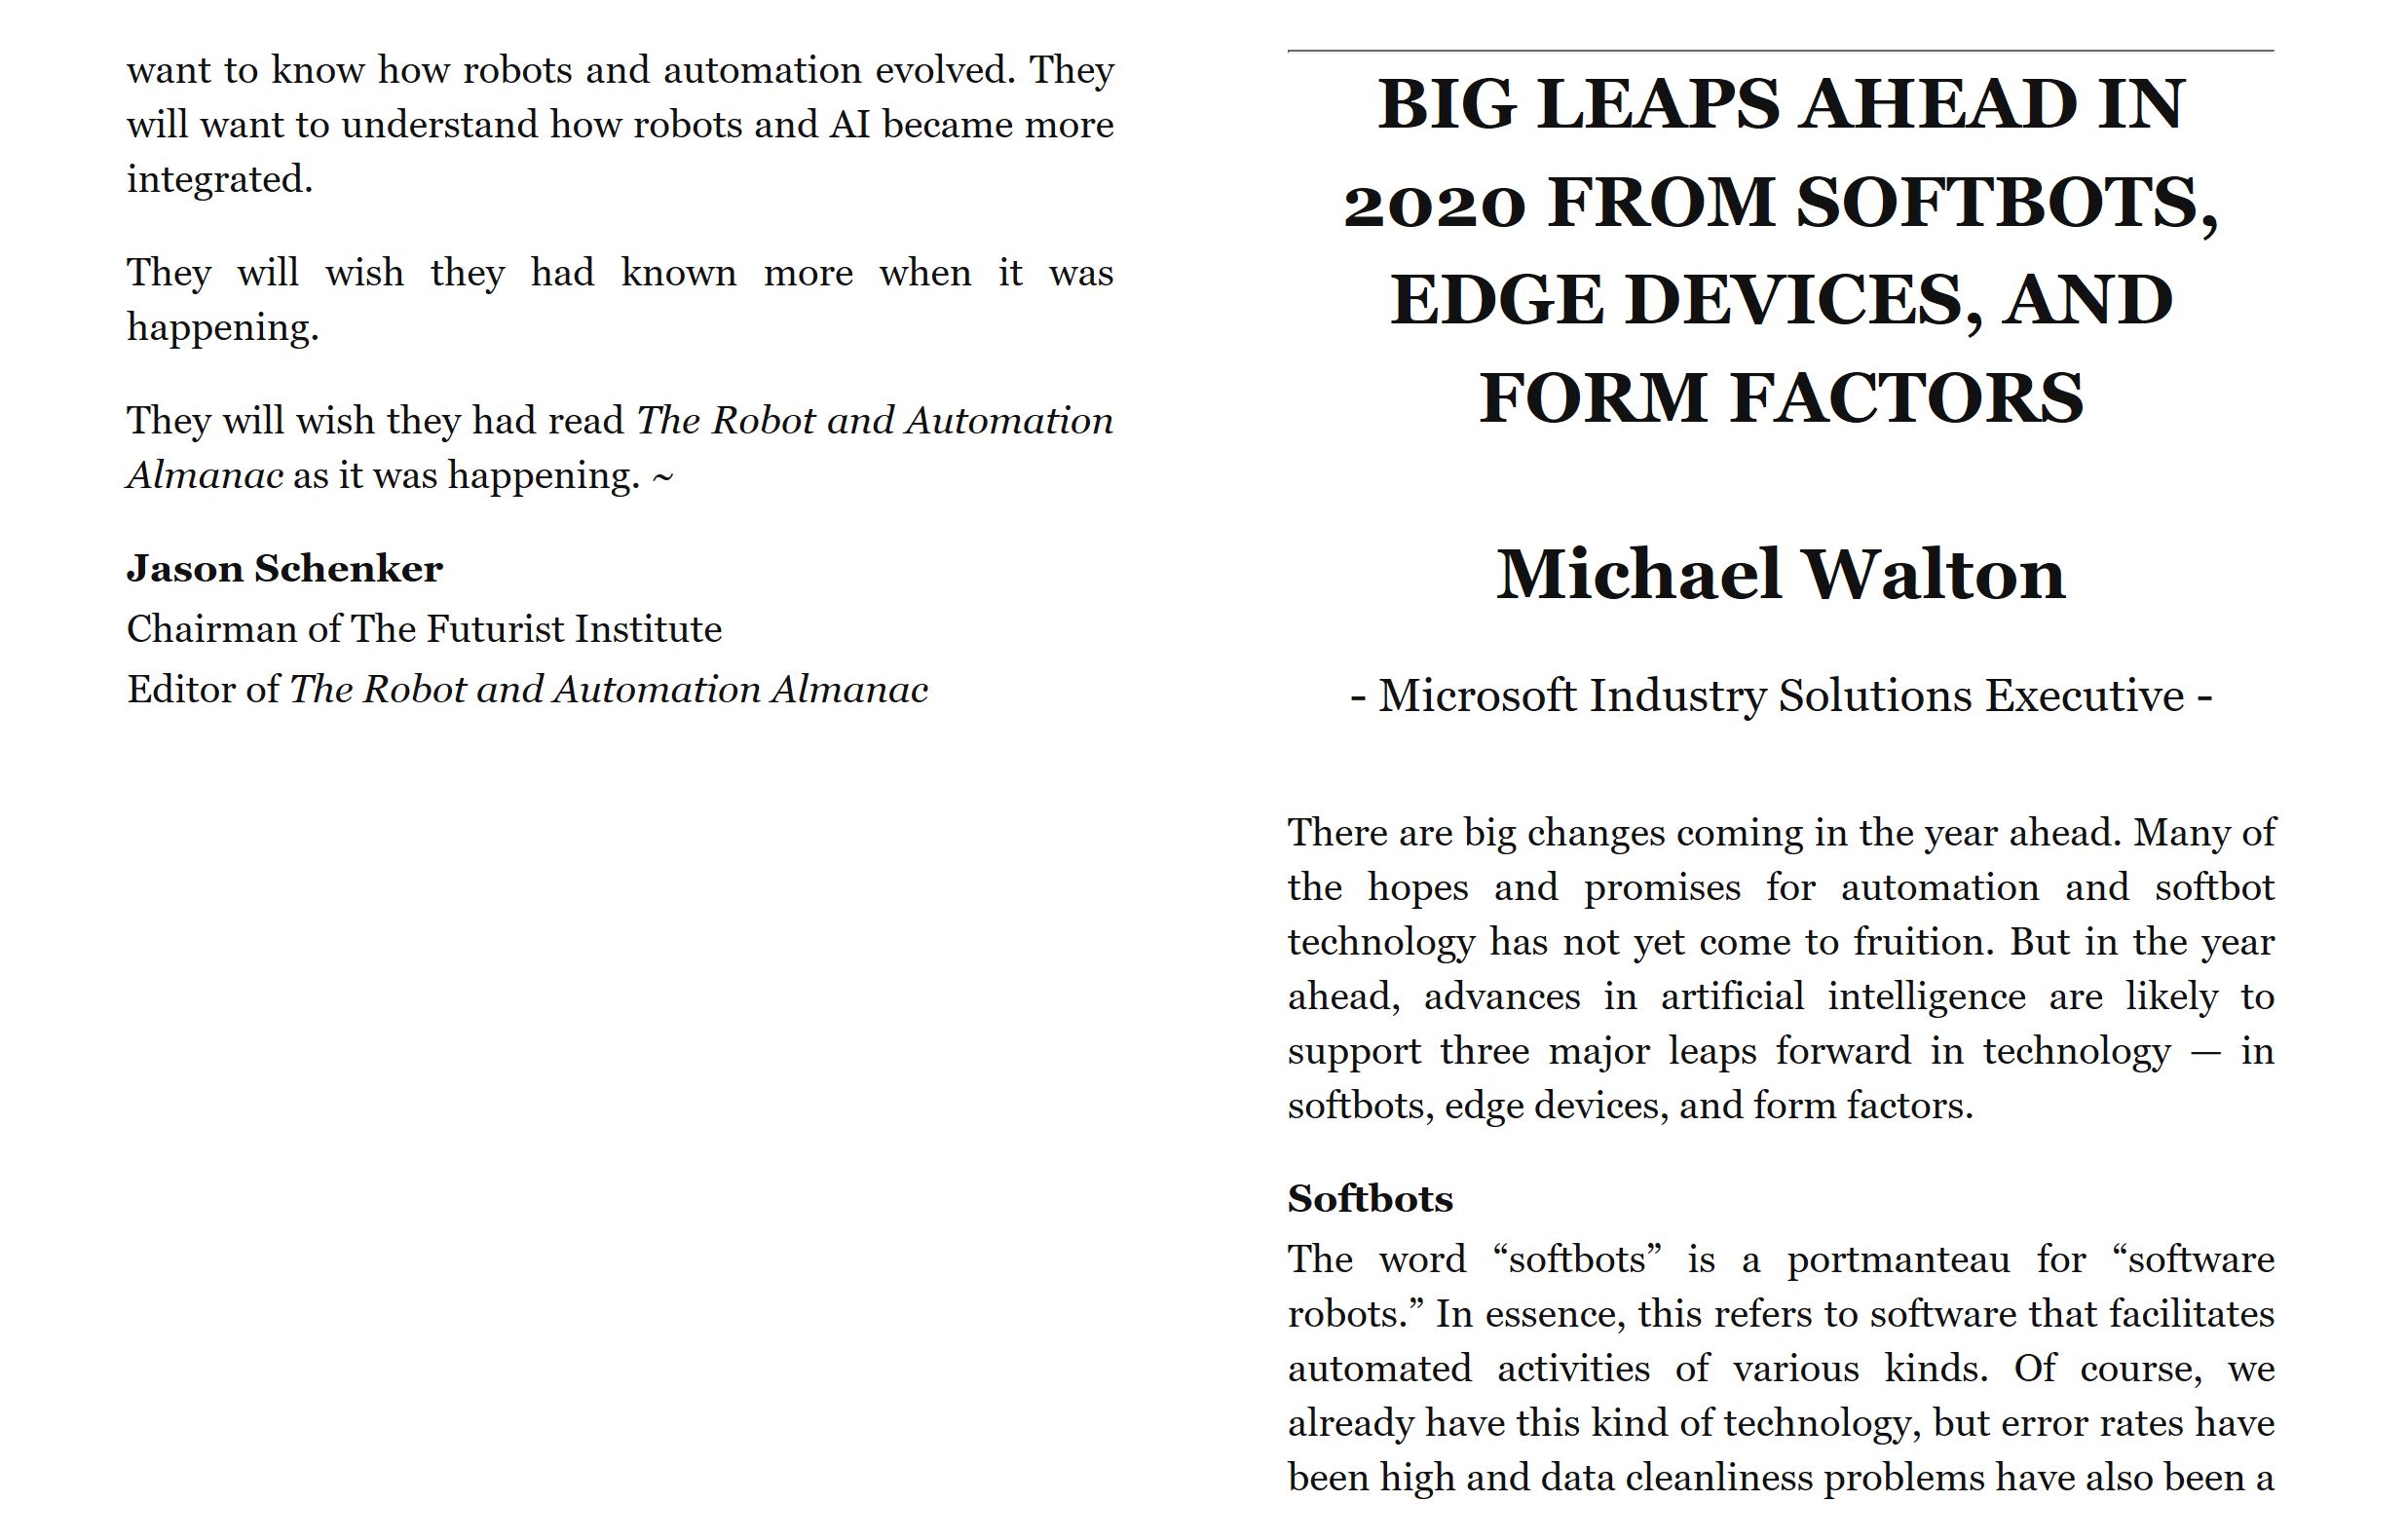 want to know how robots and automation evolved. They
will want to understand how robots and AI became more
integrated.
They will wish they had known more when it was
happening.
They will wish they had read The Robot and Automation
Almanac as it was happening. ~
Jason Schenker
Chairman of The Futurist Institute
Editor of The Robot and Automation Almanac
BIG LEAPS AHEAD IN
2020 FROM SOFTBOTS,
EDGE DEVICES, AND
FORM FACTORS
Michael Walton
- Microsoft Industry Solutions Executive -
There are big changes coming in the year ahead. Many of
the hopes and promises for automation and softbot
technology has not yet come to fruition. But in the year
ahead, advances in artificial intelligence are likely to
support three major leaps forward in technology — in
softbots, edge devices, and form factors.
Softbots
The word “softbots” is a portmanteau for “software
robots.” In essence, this refers to software that facilitates
automated activities of various kinds. Of course, we
already have this kind of technology, but error rates have
been high and data cleanliness problems have also been a